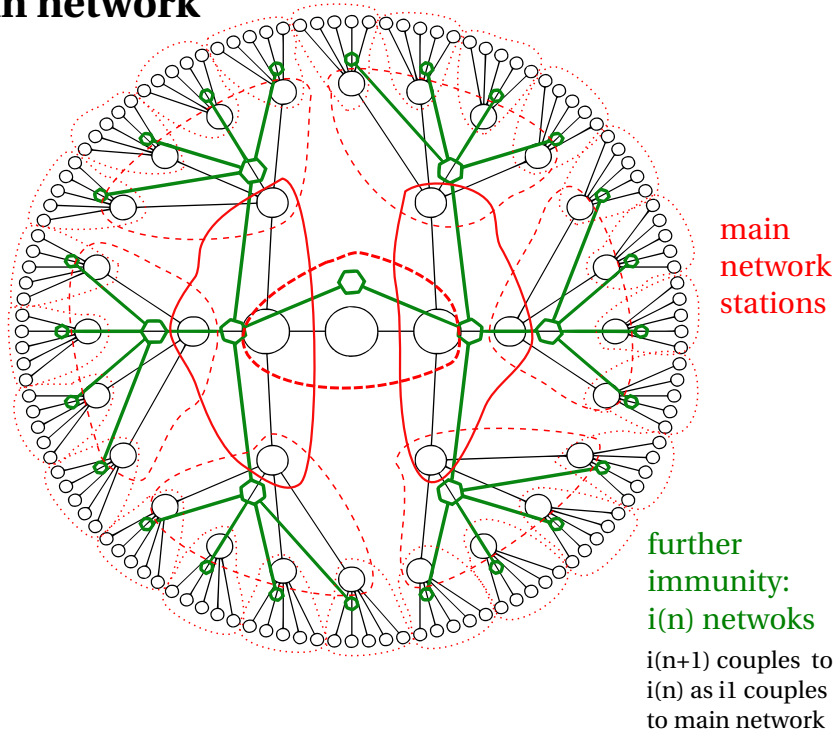 n network
main
network
stations
further
immunity:
i(n) netwoks
i(n+1) couples to
i(n) as i1 couples
to main network